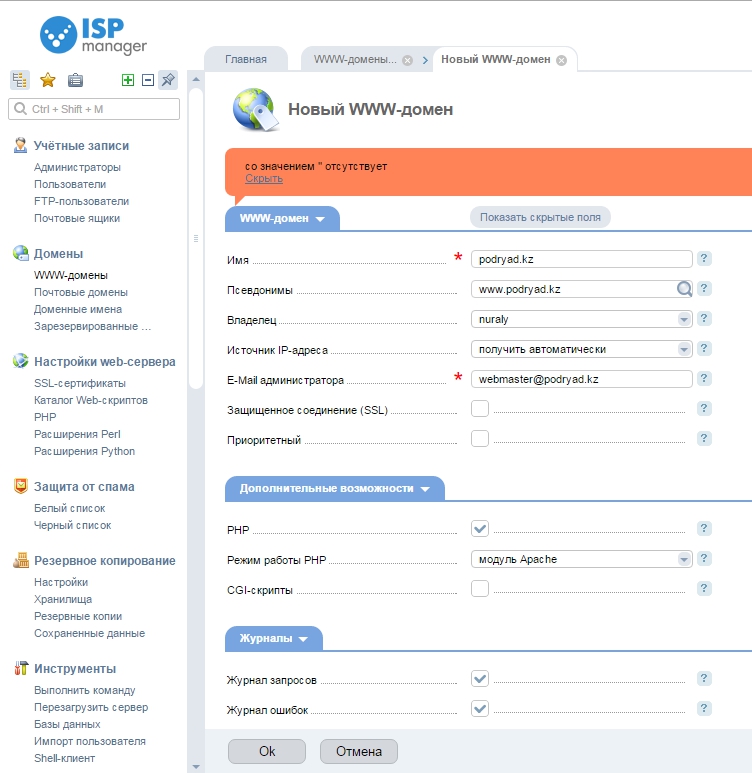 ISP
manager
Главная
WWW-домены...
Новый WWW-домен
Ctrl + Shift + M
Учётные записи
Администраторы
Пользователи
FTP-пользователи
Почтовые ящики
Домены
WWW-домены
Почтовые домены
Доменные имена
Зарезервированные ...
Настройки web-сервера
SSL-сертификаты
Каталог Web-скриптов
PHP
Расширения Perl
Расширения Python
Защита от спама
Белый список
Черный список
Резервное копирование
Настройки
Хранилища
Резервные копии
Сохраненные данные
Инструменты
Выполнить команду
Перезагрузить сервер
Базы данных
Импорт пользователя
Shell-клиент
Новый WWW-домен
со значением '' отсутствует
Скрыть
WWW-домен
Показать скрытые поля
Имя * podryad.kz ?
Псевдонимы www.podryad.kz ?
Владелец nuraly ?
Источник IP-адреса получить автоматически ?
E-Mail администратора * webmaster@podryad.kz ?
Защищенное соединение (SSL) ?
Приоритетный ?
Дополнительные возможности
PHP ?
Режим работы PHP модуль Apache ?
CGI-скрипты ?
Журналы
Журнал запросов ?
Журнал ошибок ?
Ok Отмена